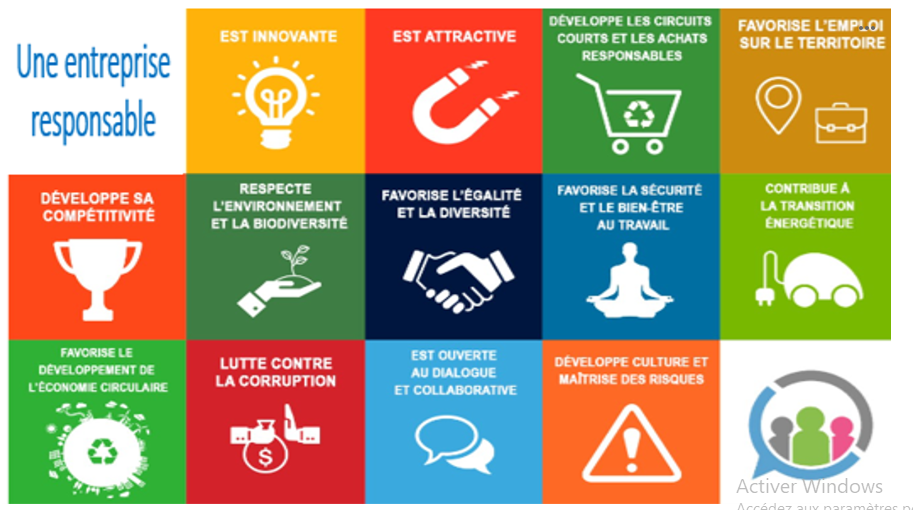 Une entreprise
responsable
EST INNOVANTE
EST ATTRACTIVE
DÉVELOPPE LES CIRCUITS
COURTS ET LES ACHATS
RESPONSABLES
FAVORISE L'EMPLOI
SUR LE TERRITOIRE
DÉVELOPPE SA
COMPÉTITIVITÉ
RESPECTE
L'ENVIRONNEMENT
ET LA BIODIVERSITÉ
FAVORISE L'ÉGALITÉ
ET LA DIVERSITÉ
FAVORISE LA SÉCURITÉ
ET LE BIEN-ÊTRE
AU TRAVAIL
CONTRIBUE À
LA TRANSITION
ÉNERGÉTIQUE
FAVORISE LE
DÉVELOPPEMENT DE
L'ÉCONOMIE CIRCULAIRE
LUTTE CONTRE
LA CORRUPTION
$
EST OUVERTE
AU DIALOGUE
ET COLLABORATIVE
DÉVELOPPE CULTURE ET
MAÎTRISE DES RISQUES
Activer Windows
Accédez aux paramètres